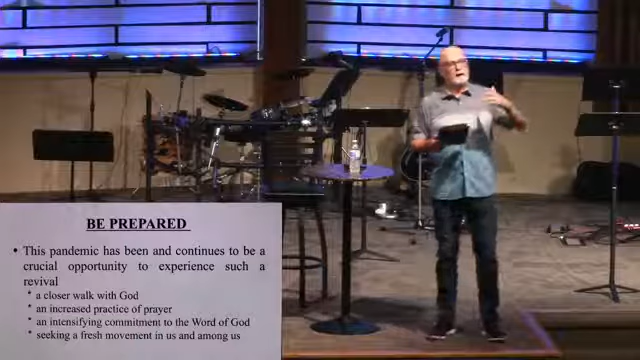 BE PREPARED
• This pandemic has been and continues to be a
crucial opportunity to experience such a
revival
* a closer walk with God
* an increased practice of prayer
* an intensifying commitment to the Word of God
* seeking a fresh movement in us and among us